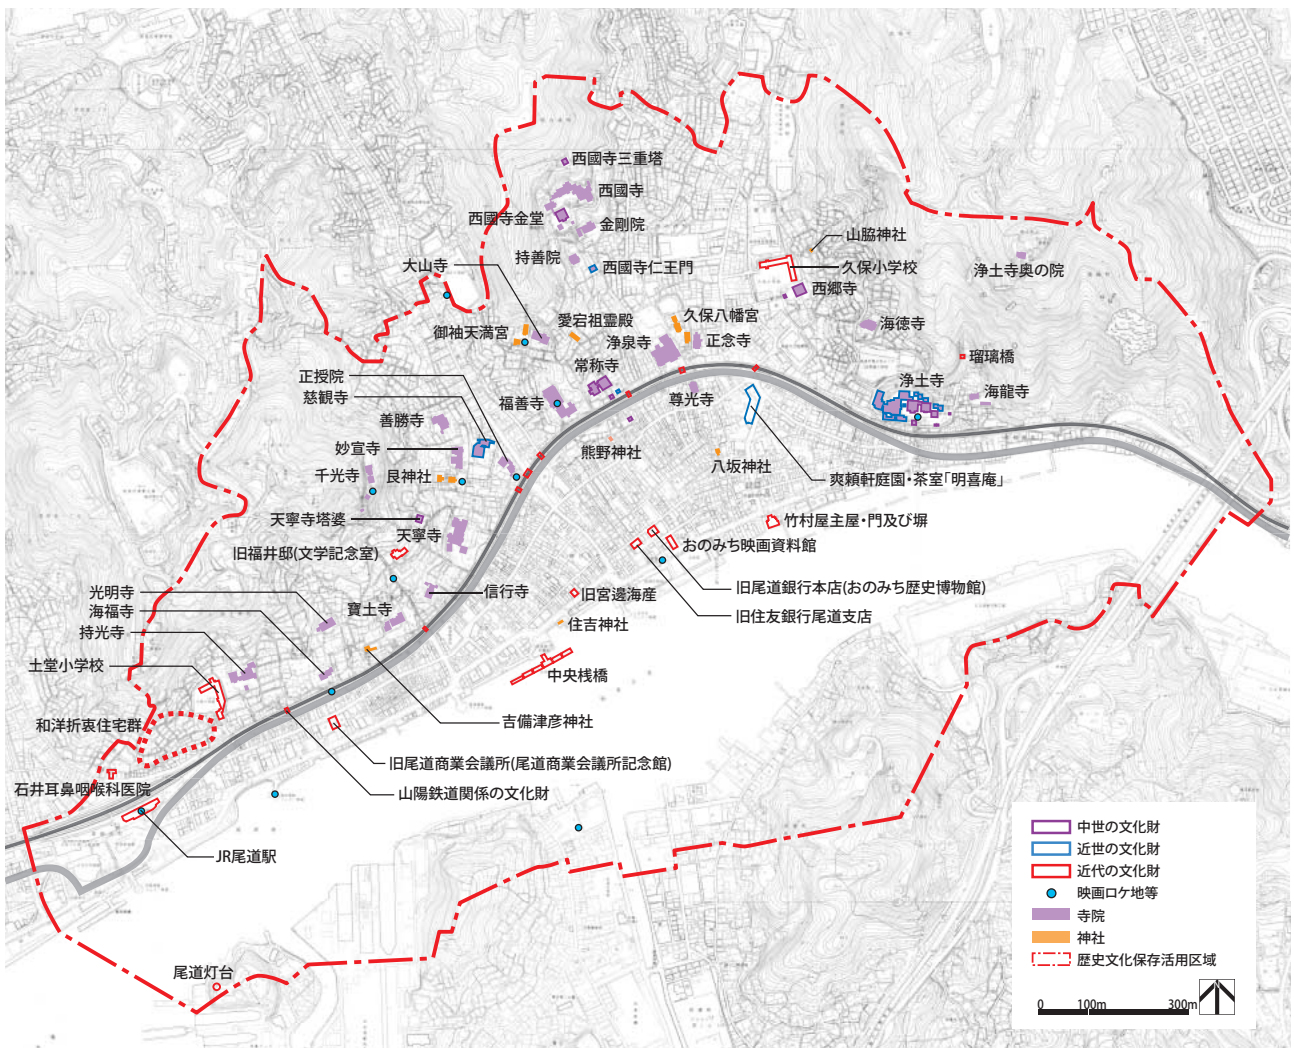 西國寺三重塔
西國寺
西國寺金堂
金剛院
山脇神社
持善院
西國寺仁王門
大山寺
久保小学校
浄土寺奥の院
西郷寺
愛宕祖霊殿
久保八幡宮
御袖天満宮
海徳寺
浄泉寺
正念寺
瑠璃橋
常称寺
正授院
浄土寺
慈観寺
福善寺
尊光寺
海龍寺
善勝寺
妙宣寺
熊野神社
千光寺
艮神社
八坂神社
爽頼軒庭園・茶室「明喜庵」
天寧寺塔婆
天寧寺
竹村屋主屋・門及び塀
旧福井邸(文学記念室)
おのみち映画資料館
光明寺
信行寺
旧尾道銀行本店(おのみち歴史博物館)
海福寺
寶土寺
旧宮邊海産
旧住友銀行尾道支店
持光寺
住吉神社
土堂小学校
中央桟橋
和洋折衷住宅群
吉備津彦神社
旧尾道商業会議所(尾道商業会議所記念館)
石井耳鼻咽喉科医院
山陽鉄道関係の文化財
JR尾道駅
尾道灯台
中世の文化財
近世の文化財
近代の文化財
映画ロケ地等
寺院
神社
歴史文化保存活用区域
0 100m 300m